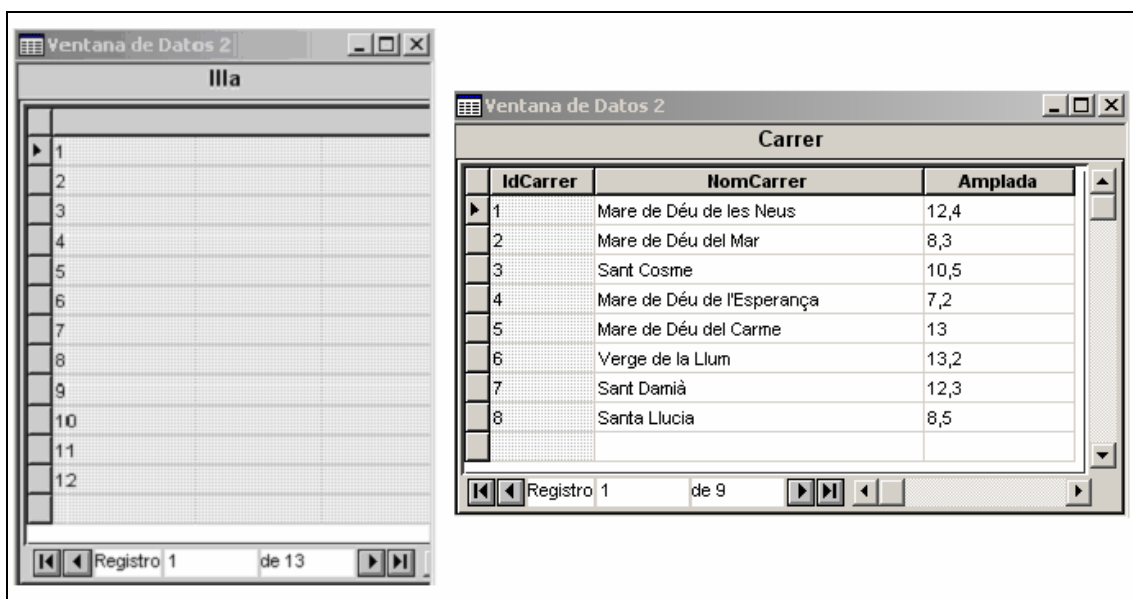 Ventana de Datos 2
Illa
1
2
3
4
5
6
7
8
9
10
11
12
Registro 1 de 13
Ventana de Datos 2
Carrer
IdCarrer NomCarrer Amplada
1 Mare de Déu de les Neus 12,4
2 Mare de Déu del Mar 8,3
3 Sant Cosme 10,5
4 Mare de Déu de l'Esperança 7,2
5 Mare de Déu del Carme 13
6 Verge de la Llum 13,2
7 Sant Damià 12,3
8 Santa Llucia 8,5
Registro 1 de 9